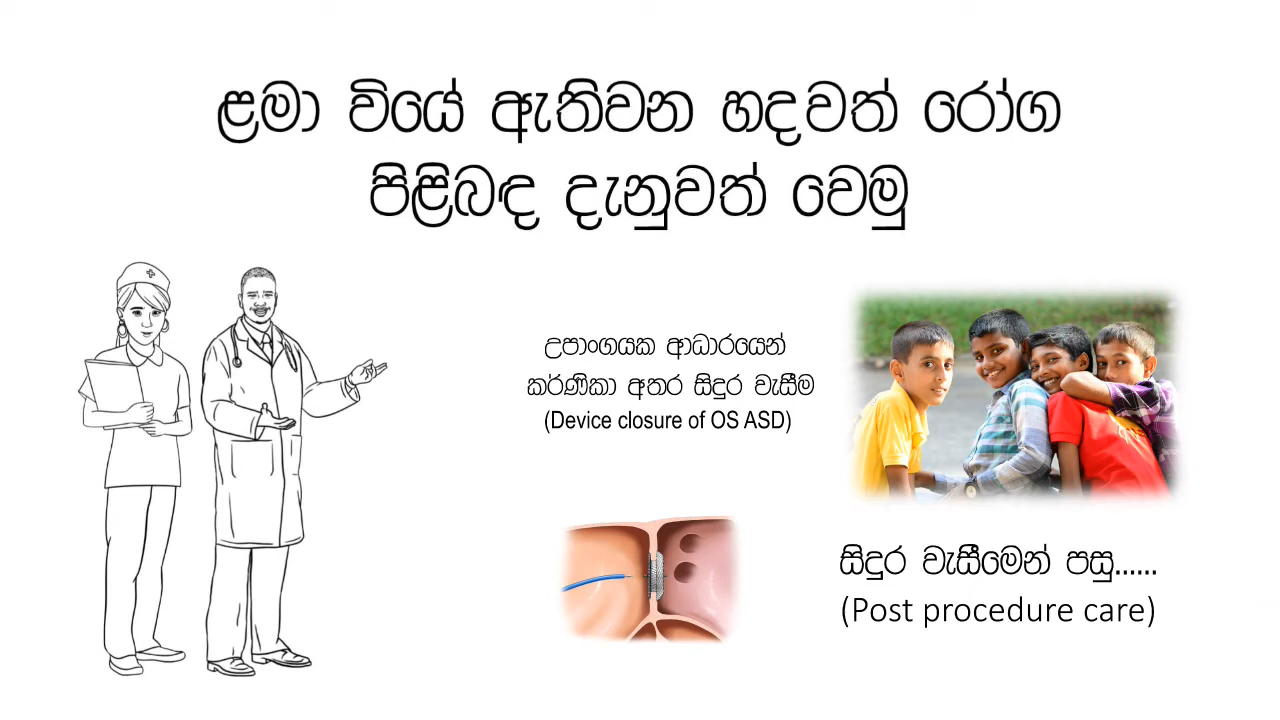 ළමා වියේ ඇතිවන හදවත් රෝග
පිළිබඳ දැනුවත් වෙමු
උපාංගයක ආධාරයෙන්
කර්ණිකා අතර සිදුර වැසීම
(Device closure of OS ASD)
සිදුර වැසීමෙන් පසු......
(Post procedure care)